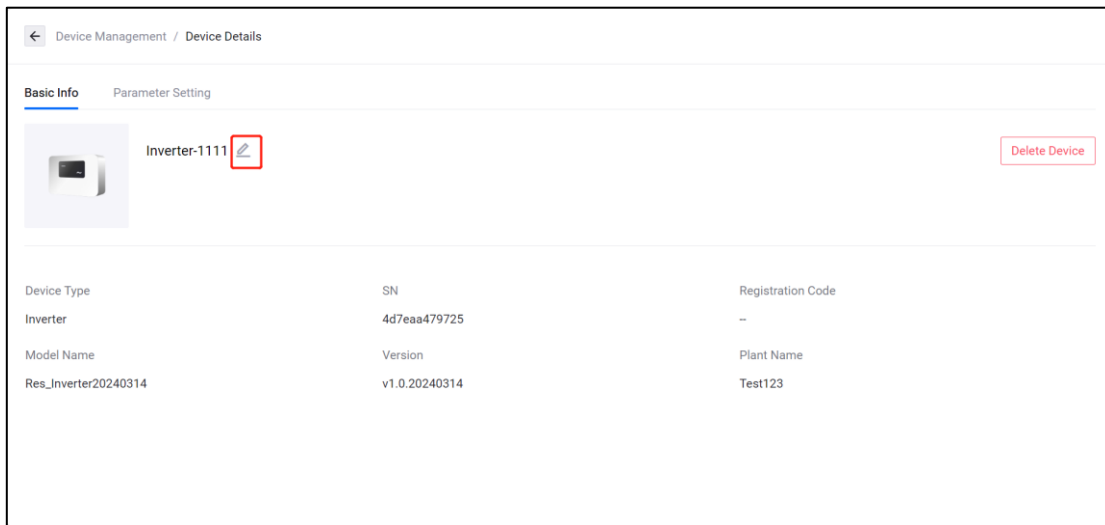 Device Management / Device Details
Basic Info Parameter Setting
Inverter-1111
Delete Device
Device Type SN Registration Code
Inverter 4d7eaa479725 --
Model Name Version Plant Name
Res_Inverter20240314 v1.0.20240314 Test123